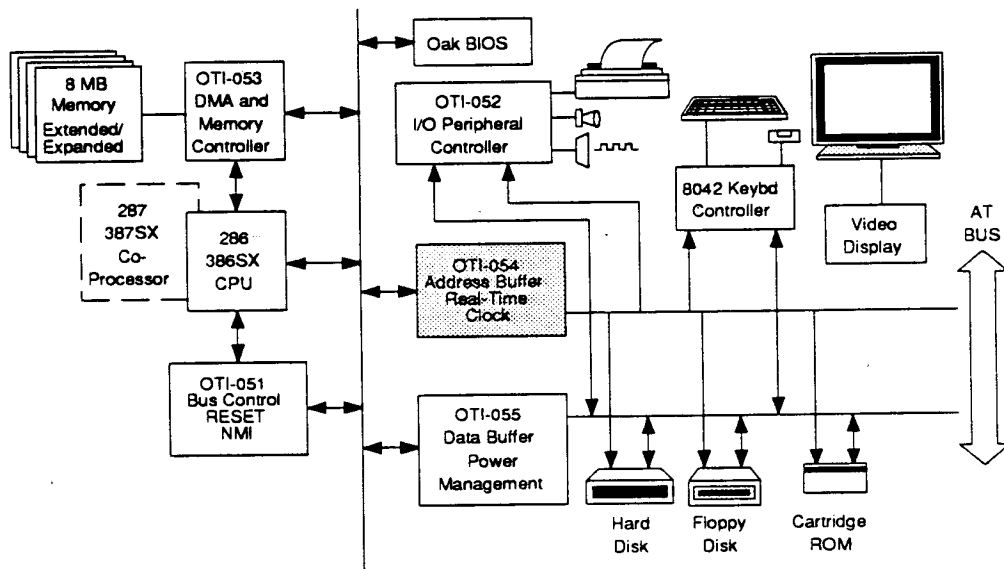 Oak BIOS
8 MB
Memory
Extended/
Expanded
OTI-053
DMA and
Memory
Controller
OTI-052
I/O Peripheral
Controller
8042 Keybd
Controller
Video
Display
AT
BUS
287
387SX
Co-
Processor
286
386SX
CPU
OTI-054
Address Buffer
Real-Time
Clock
OTI-051
Bus Control
RESET
NMI
OTI-055
Data Buffer
Power
Management
Hard
Disk
Floppy
Disk
Cartridge
ROM